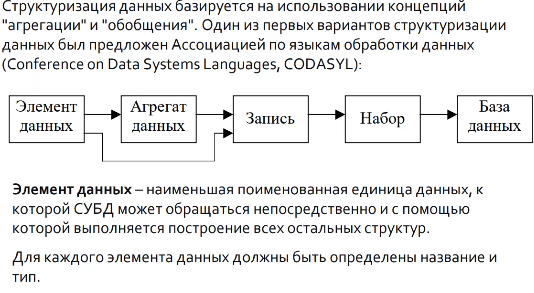 Структуризация данных базируется на использовании концепций
"агрегации" и "обобщения". Один из первых вариантов структуризации
данных был предложен Ассоциацией по языкам обработки данных
(Conference on Data Systems Languages, CODASYL):
Элемент данных
Агрегат данных
Запись
Набор
База данных
Элемент данных – наименьшая поименованная единица данных, к
которой СУБД может обращаться непосредственно и с помощью
которой выполняется построение всех остальных структур.
Для каждого элемента данных должны быть определены название и
тип.